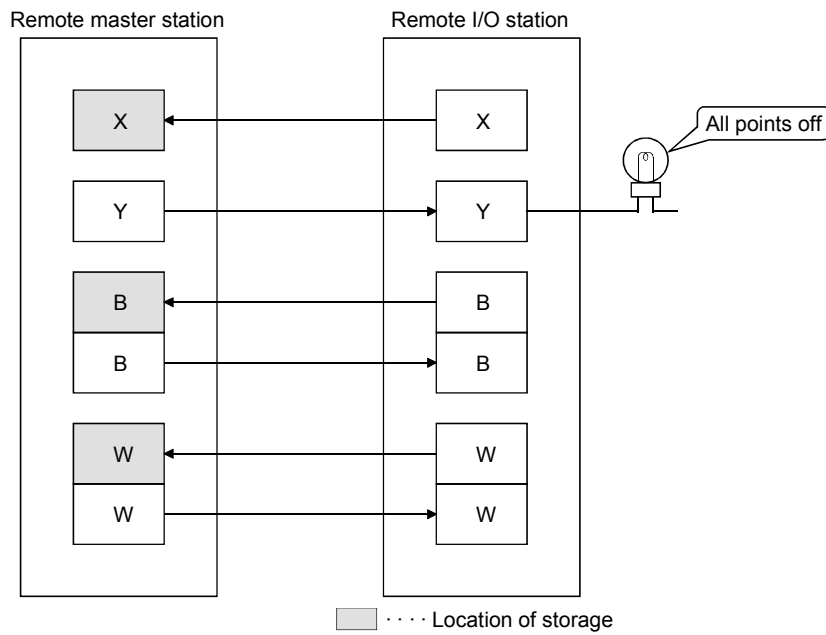 Remote master station
Remote I/O station
X
X
All points off
Y
Y
B
B
B
B
W
W
W
W
· · · · Location of storage